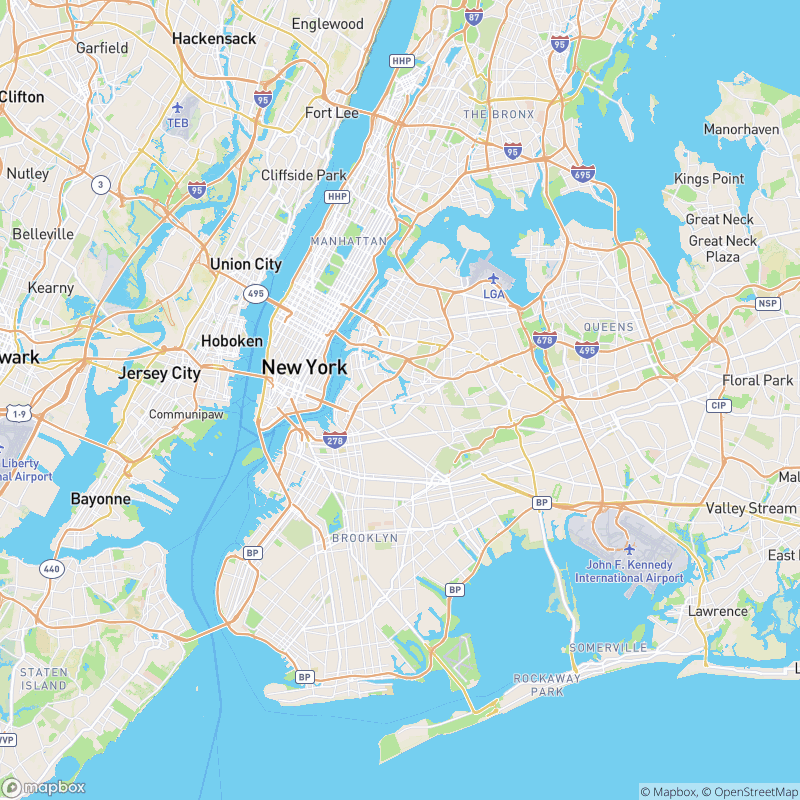 87
Englewood
Hackensack
95
Garfield
HHP
Clifton
95
TEB
Fort Lee
THE BRONX
Manorhaven
95
Nutley
Cliffside Park
695
Kings Point
3
95
HHP
Great Neck
Belleville
MANHATTAN
Great Neck
Plaza
Union City
Kearny
495
LGA
NSP
QUEENS
Hoboken
678
495
wark
Jersey City
New York
Floral Park
1-9
Communipaw
CIP
278
Liberty
nal Airport
Mal
Bayonne
BP
Valley Stream
BROOKLYN
BP
East
John F. Kennedy
International Airport
440
BP
Lawrence
SOMERVILLE
STATEN
ISLAND
BP
ROCKAWAY
PARK
L
WVP
mapbox
© Mapbox, © OpenStreetMap